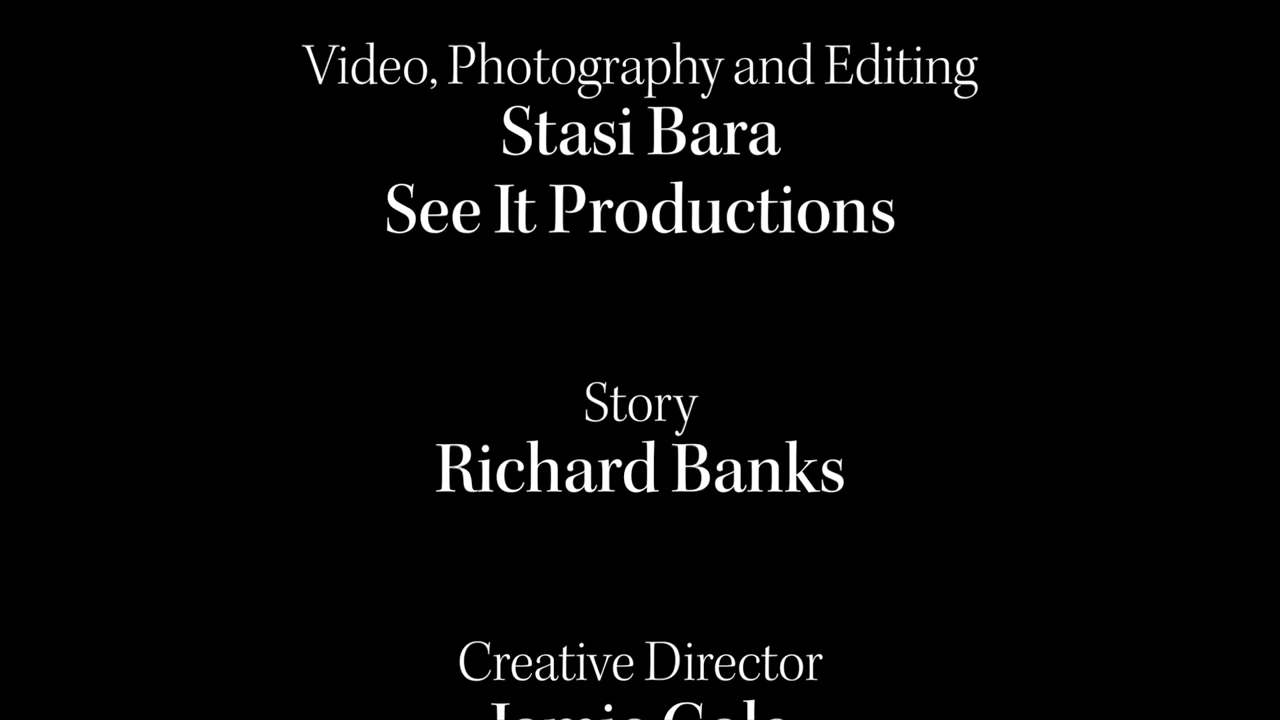 Video, Photography and Editing
Stasi Bara
See It Productions
Story
Richard Banks
Creative Director